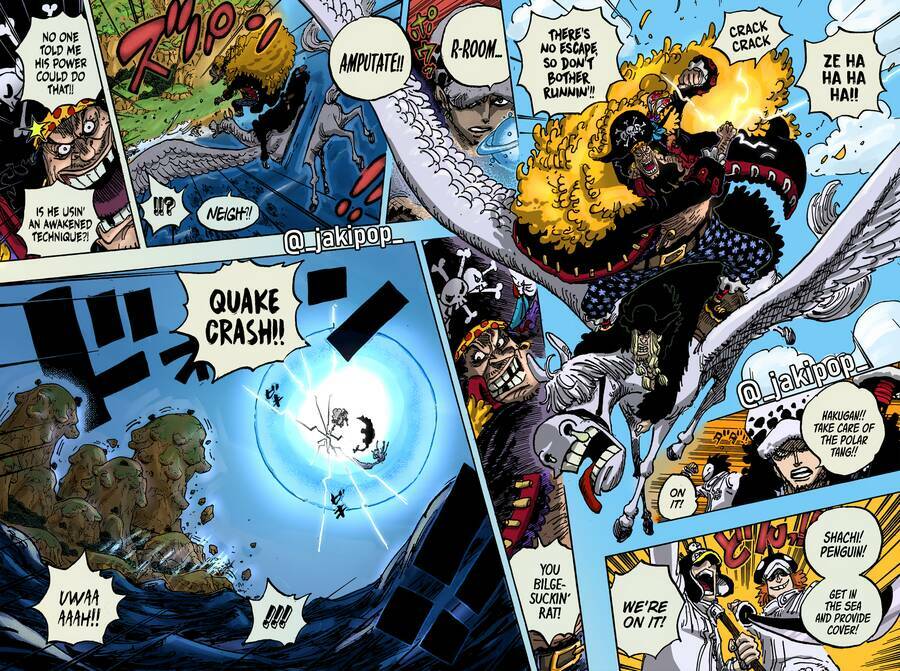 ZE HA
HA HA
HA!!
CRACK
CRACK
THERE'S
NO ESCAPE,
SO DON'T
BOTHER
RUNNIN'!!
@_jakipop_
HAKUGAN!!
TAKE CARE OF
THE POLAR
TANG!!
ON
IT!
SHACHI!
PENGUIN!
GET IN
THE SEA
AND PROVIDE
COVER!
WE'RE
ON IT!
YOU
BILGE-
SUCKIN'
RAT!
R-ROOM...
AMPUTATE!!
!!?
NEIGH?!
!!
NO ONE
TOLD ME
HIS POWER
COULD DO
THAT!!
IS HE USIN'
AN AWAKENED
TECHNIQUE?!
@_jakipop_
QUAKE
CRASH!!
!!!
UWAA
AAAH!!